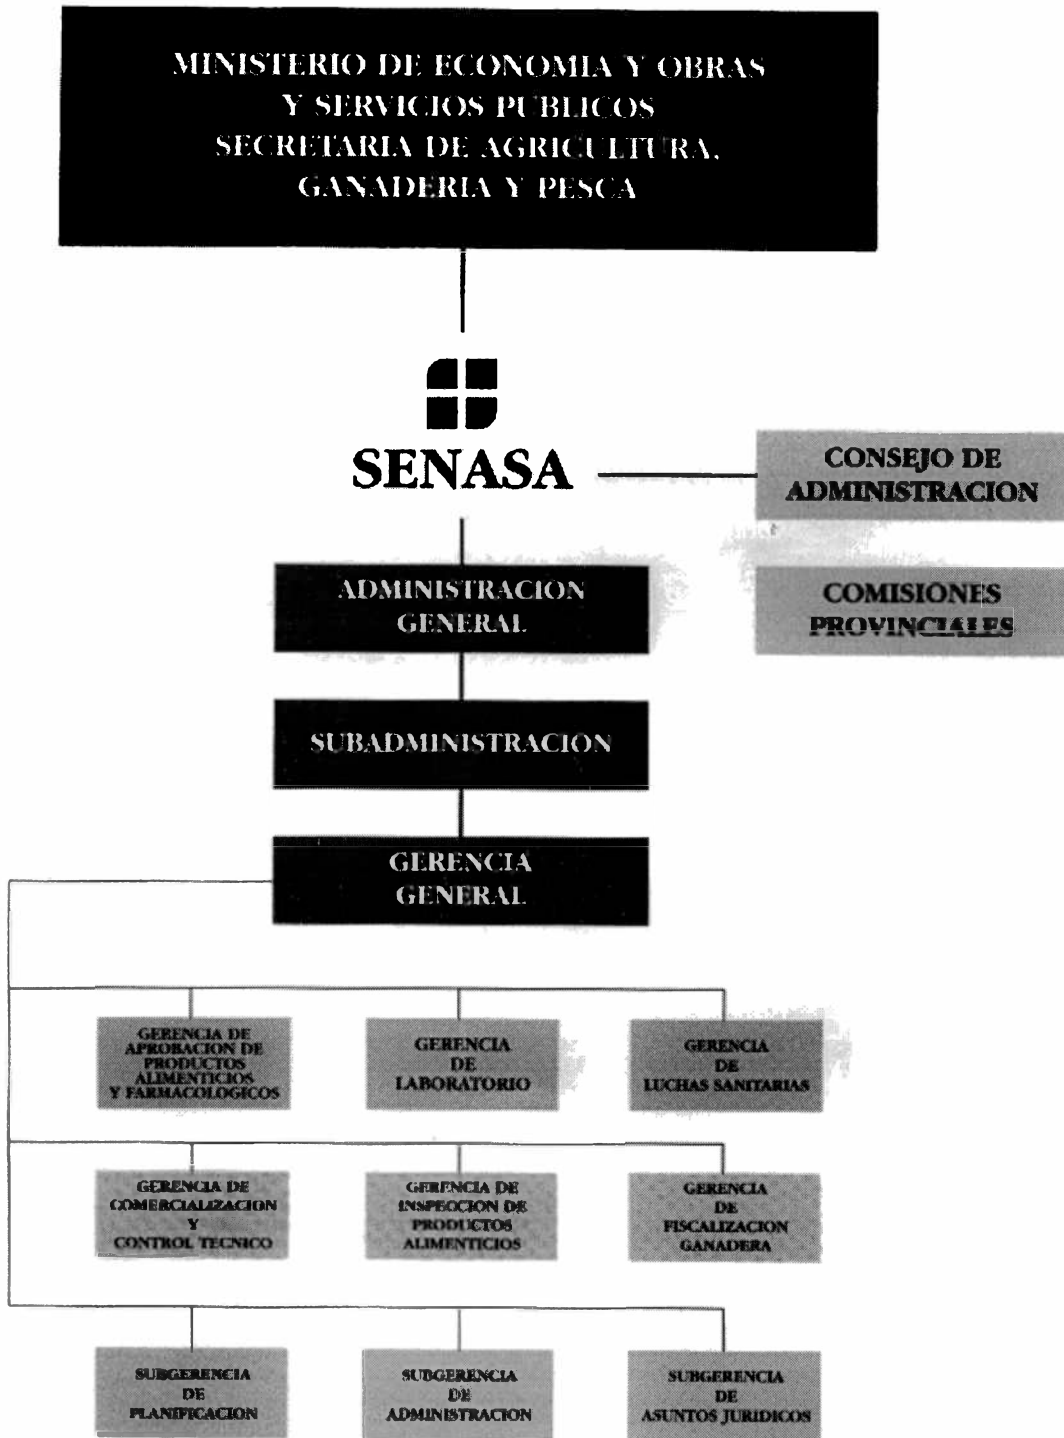 MINISTERIO DE ECONOMIA Y OBRAS
Y SERVICIOS PUBLICOS
SECRETARIA DE AGRICULTURA,
GANADERIA Y PESCA
SENASA
CONSEJO DE
ADMINISTRACION
ADMINISTRACION
GENERAL
COMISIONES
PROVINCIALES
SUBADMINISTRACION
GERENCIA
GENERAL
GERENCIA DE
APROBACION DE
PRODUCTOS
ALIMENTICIOS
Y FARMACOLOGICOS
GERENCIA
DE
LABORATORIO
GERENCIA
DE
LUCHAS SANITARIAS
GERENCIA DE
COMERCIALIZACION
Y
CONTROL TECNICO
GERENCIA DE
INSPECCION DE
PRODUCTOS
ALIMENTICIOS
GERENCIA
DE
FISCALIZACION
GANADERA
SUBGERENCIA
DE
PLANIFICACION
SUBGERENCIA
DE
ADMINISTRACION
SUBGERENCIA
DE
ASUNTOS JURIDICOS